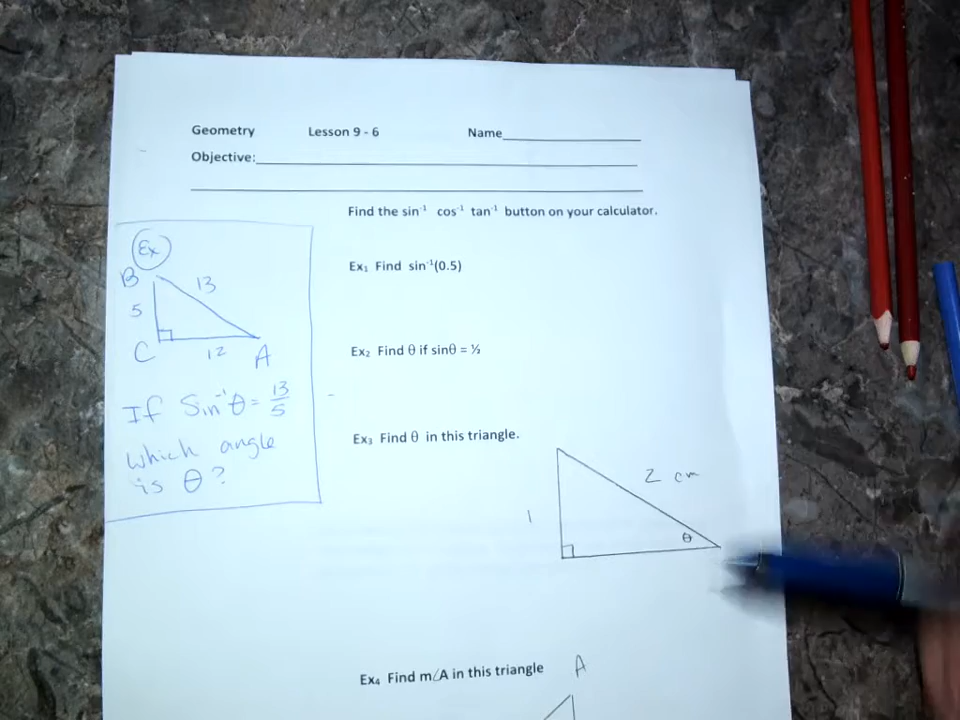 Geometry Lesson 9 - 6 Name
Objective:
Find the sin⁻¹ cos⁻¹ tan⁻¹ button on your calculator.
Ex
B 13
5
C 12 A
If Sin⁻¹θ = 13/5
which angle
is θ?
Ex₁ Find sin⁻¹(0.5)
Ex₂ Find θ if sinθ = ½
Ex₃ Find θ in this triangle.
2 cm
1
θ
Ex₄ Find m∠A in this triangle A